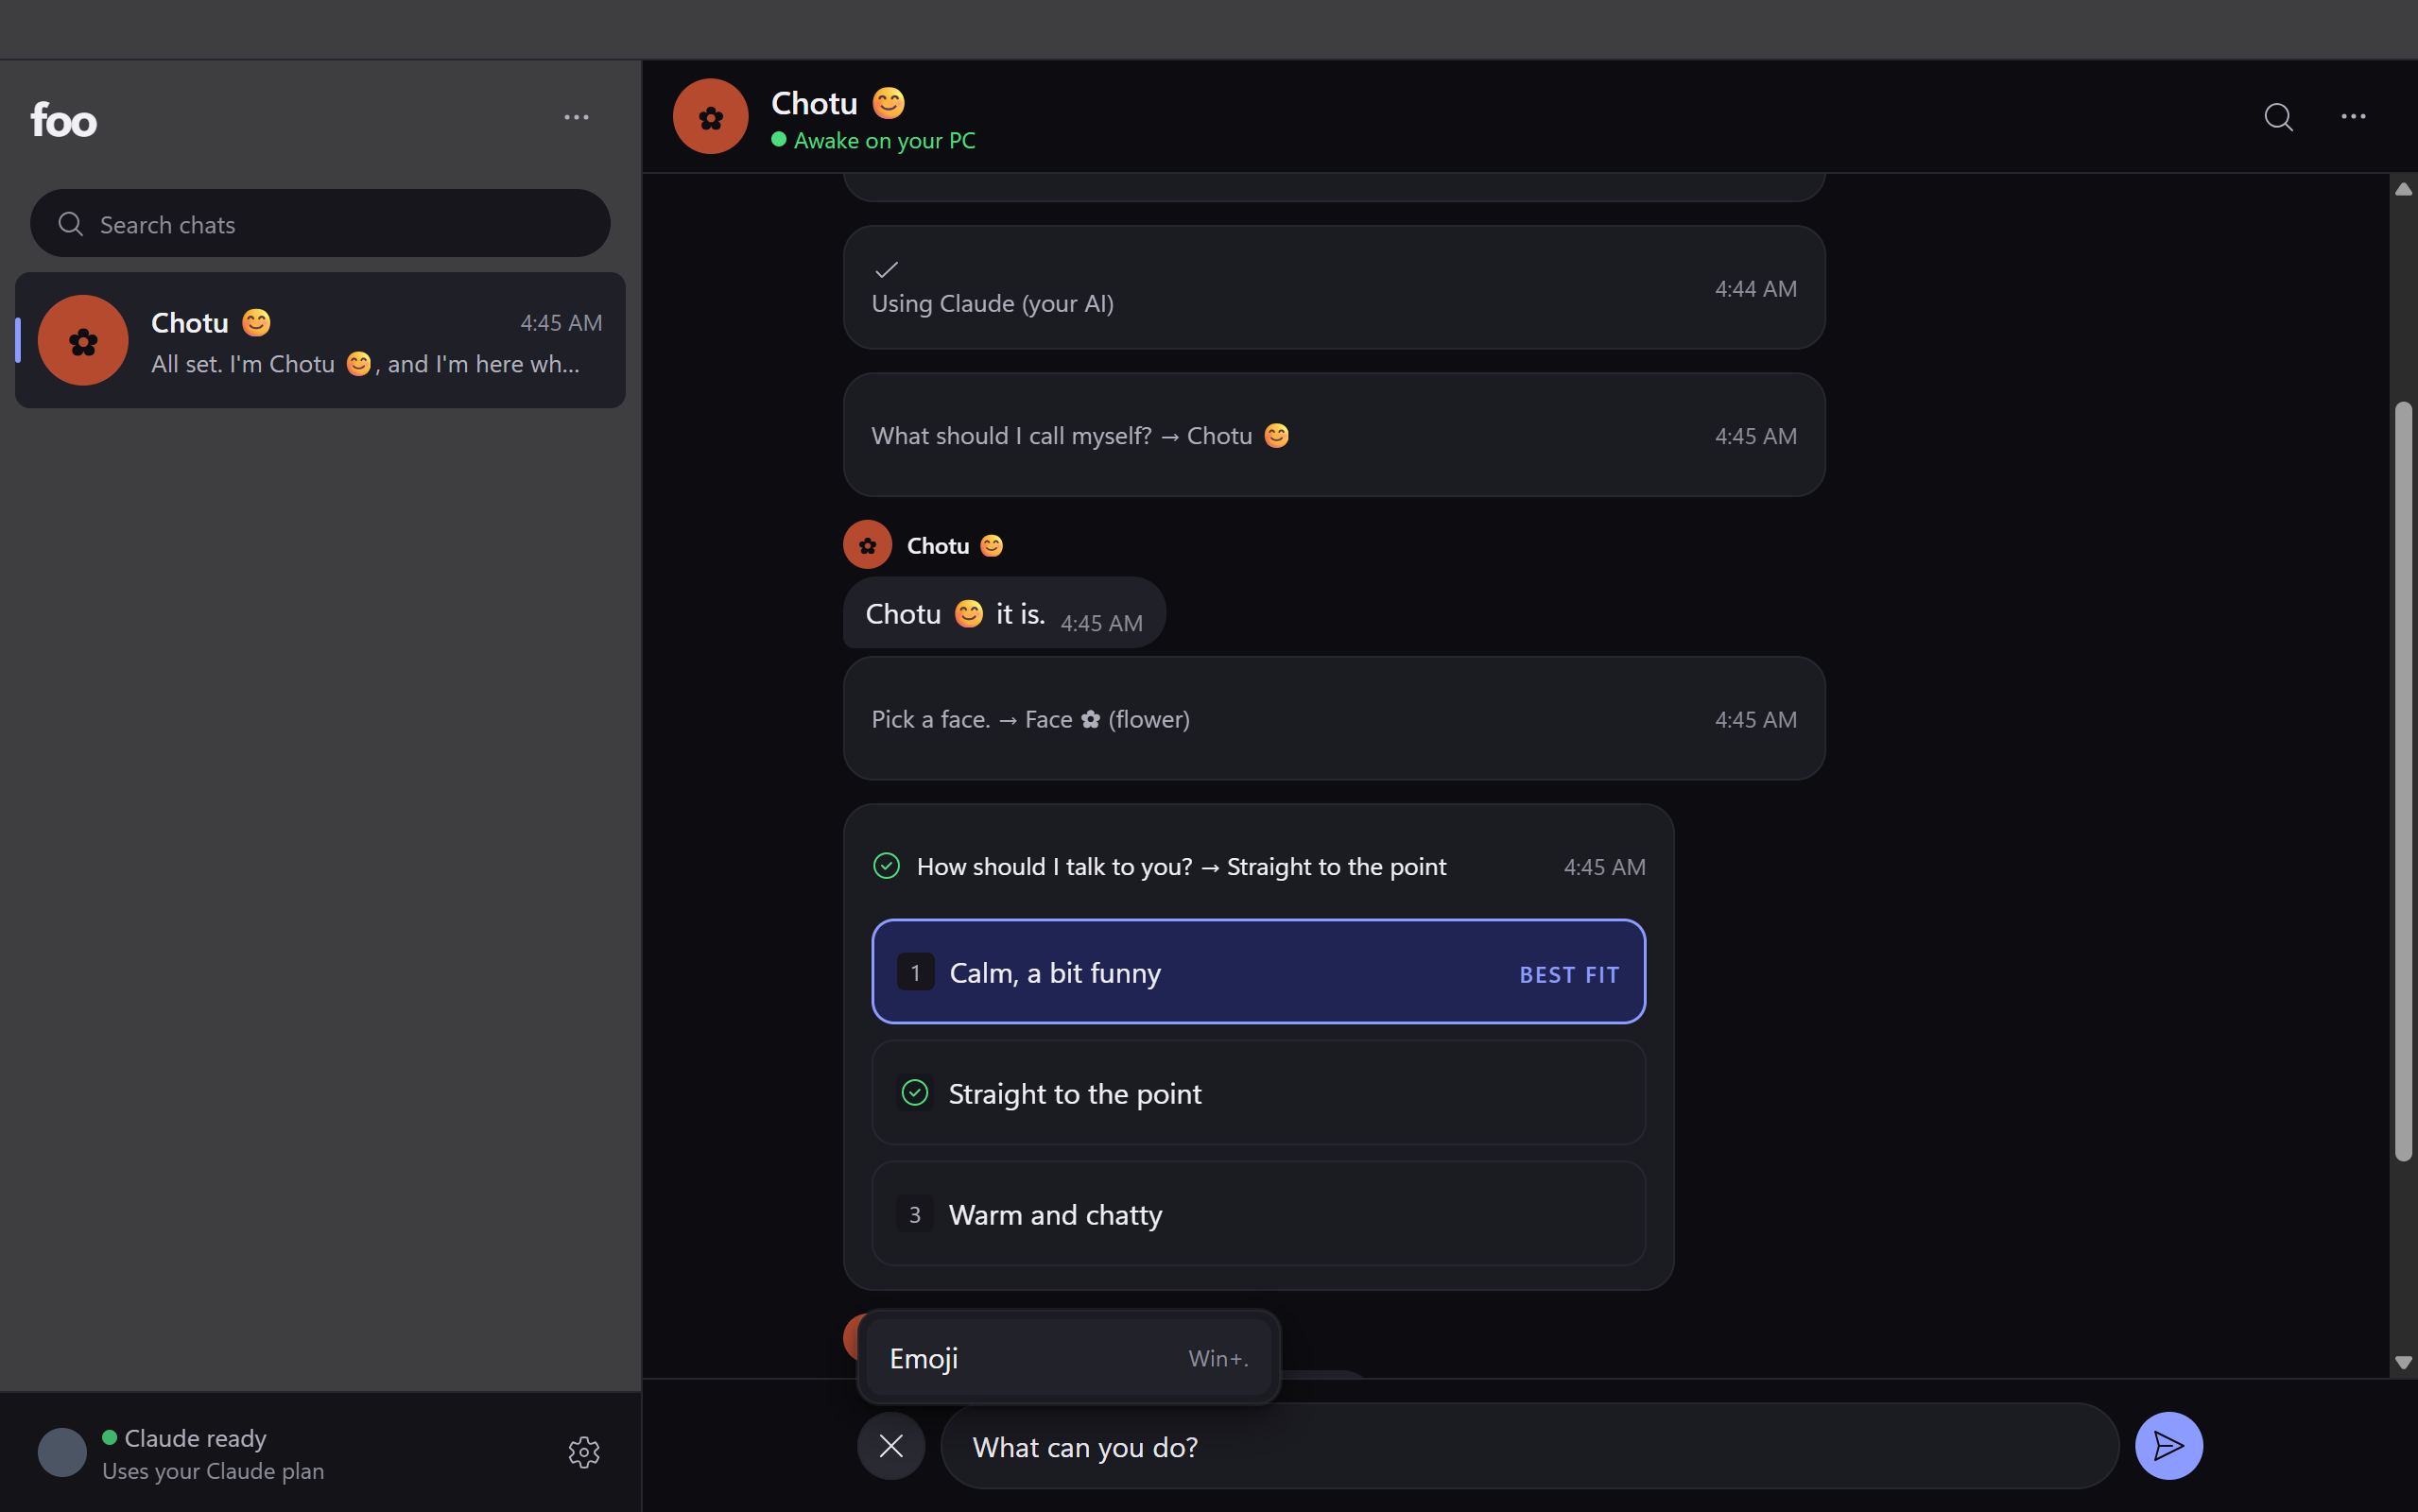 foo
Search chats
Chotu 😊 4:45 AM
All set. I'm Chotu 😊, and I'm here wh...
Claude ready
Uses your Claude plan
Chotu 😊
Awake on your PC
Using Claude (your AI) 4:44 AM
What should I call myself? → Chotu 😊 4:45 AM
Chotu 😊
Chotu 😊 it is. 4:45 AM
Pick a face. → Face ✿ (flower) 4:45 AM
How should I talk to you? → Straight to the point 4:45 AM
1 Calm, a bit funny BEST FIT
Straight to the point
3 Warm and chatty
Emoji Win+.
What can you do?